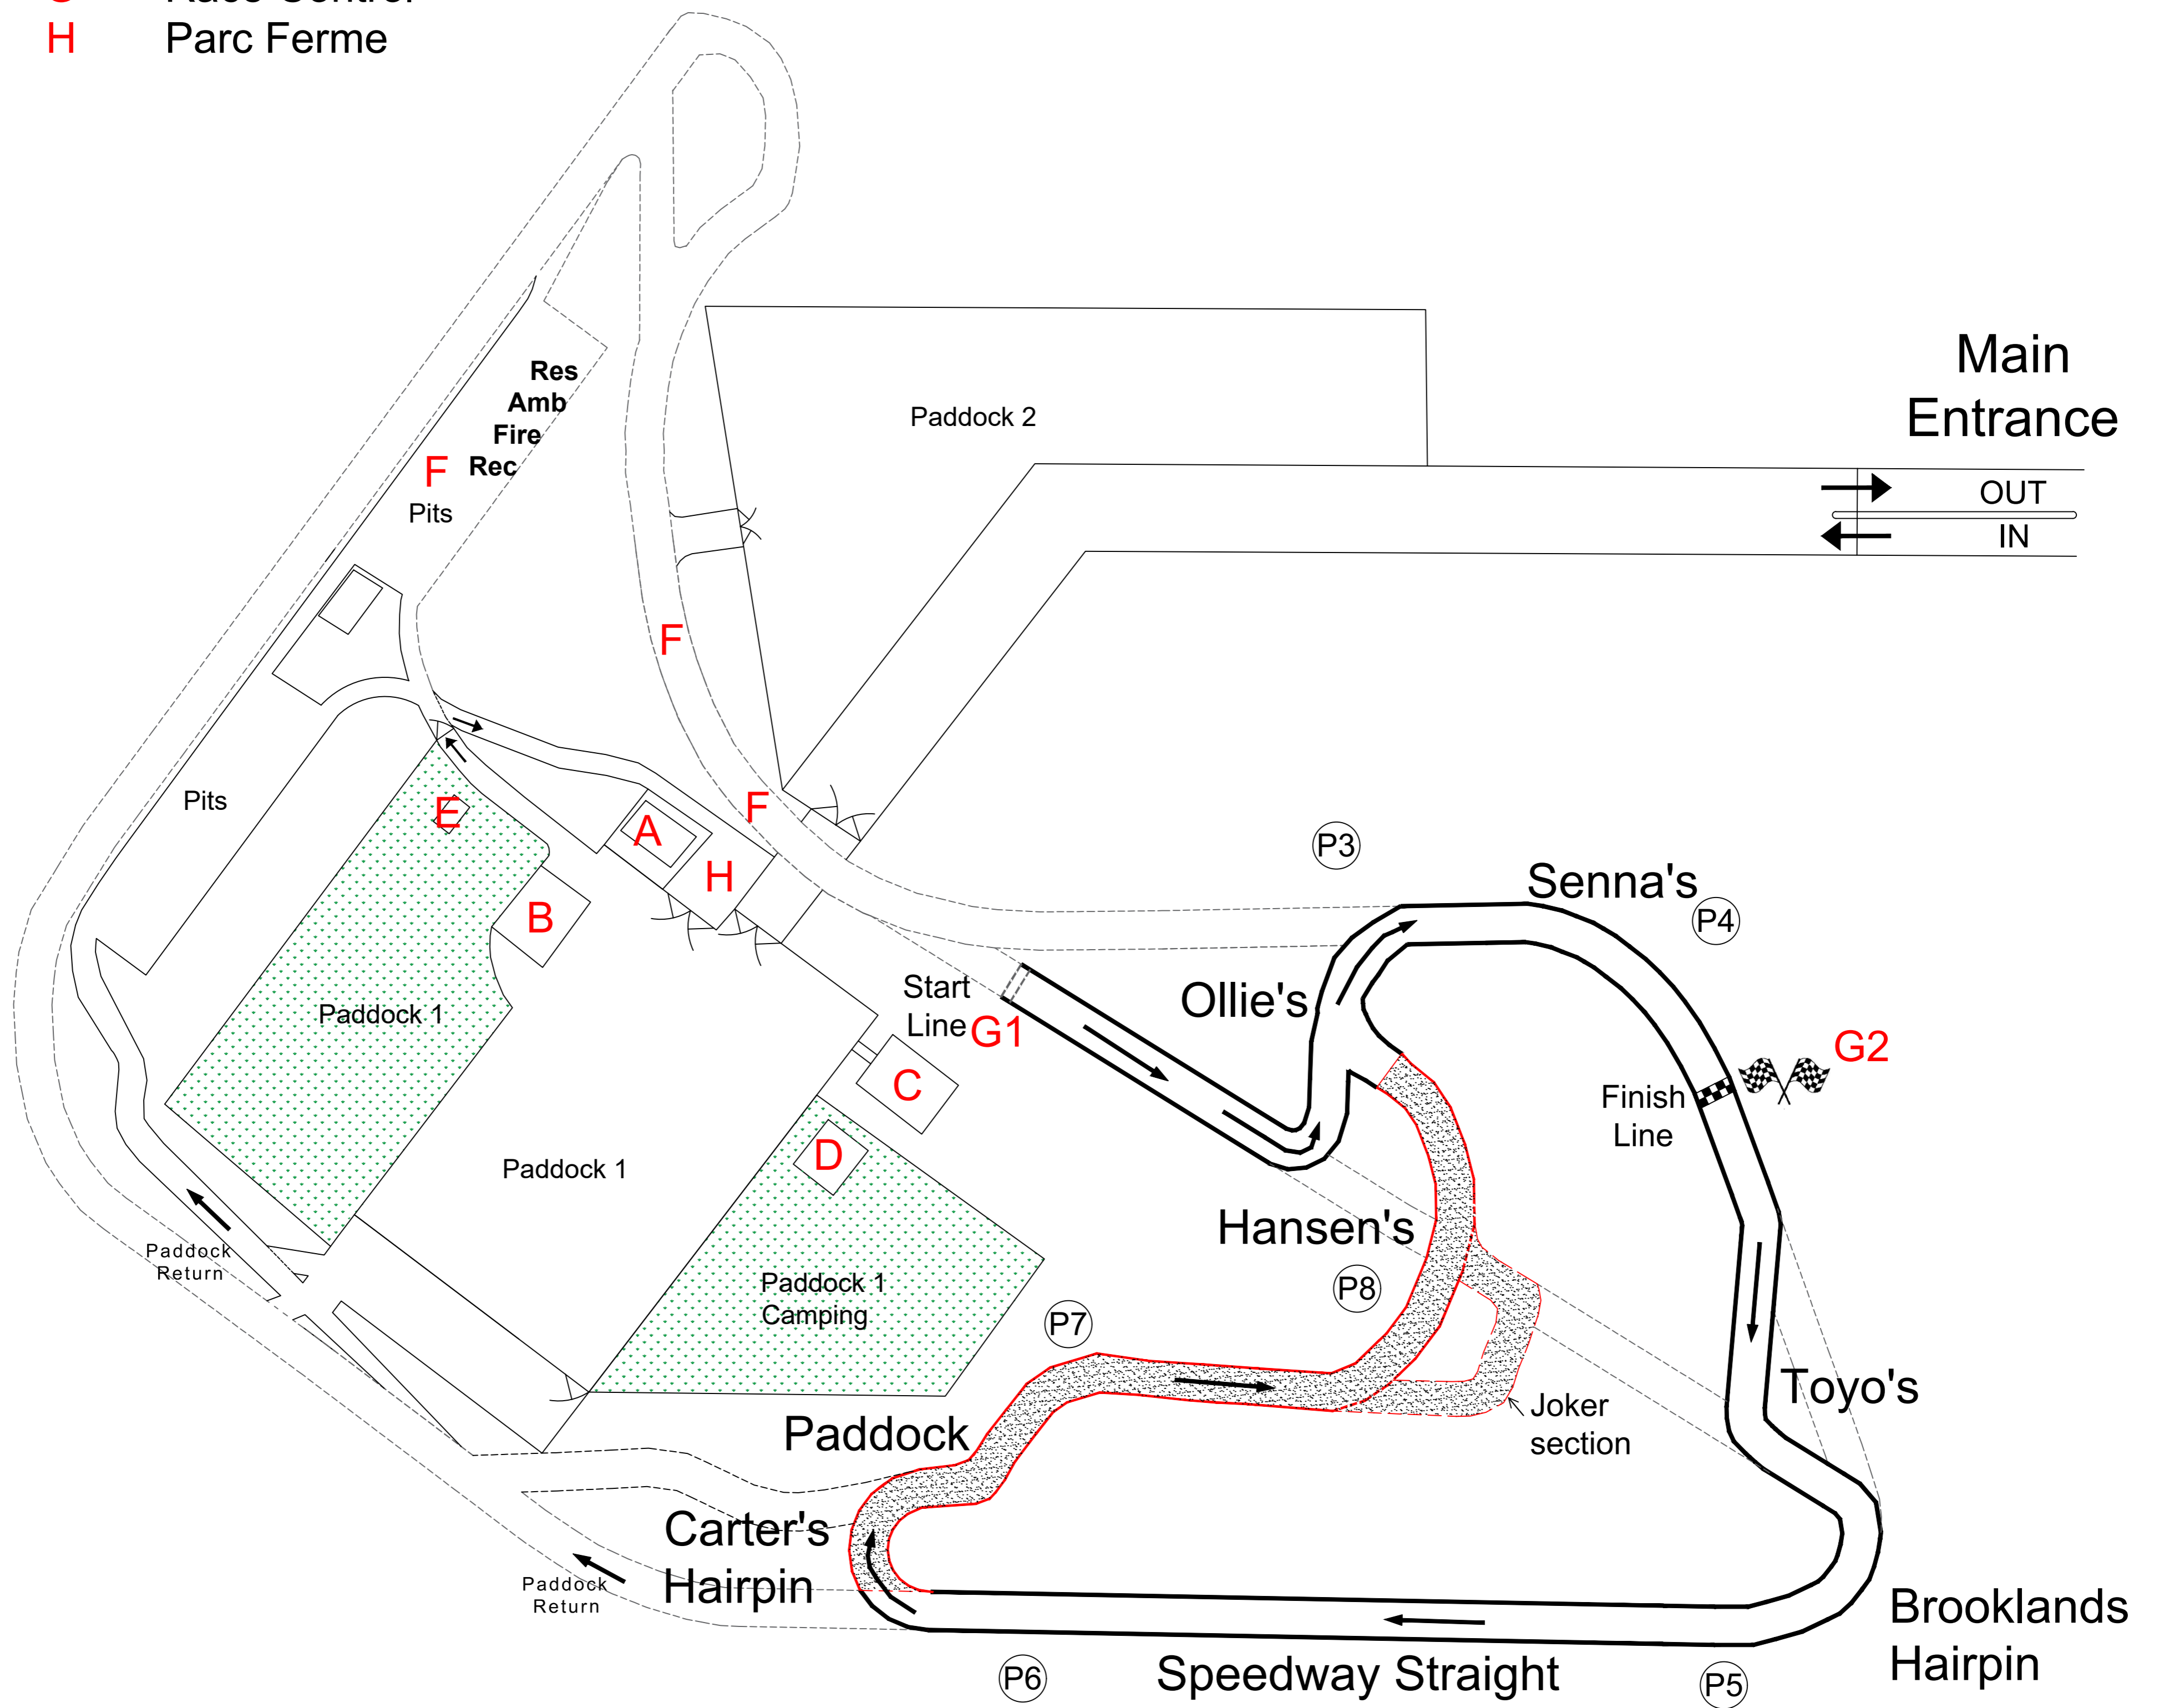 H Parc Ferme
Res
Amb
Fire
Rec
F
Pits
Paddock 2
Main
Entrance
OUT
IN
F
F
Pits
E
A
H
B
P3
Senna's
P4
Ollie's
Start
Line
G1
G2
Paddock 1
C
Finish
Line
D
Paddock 1
Hansen's
Paddock
Return
Paddock 1
Camping
P8
P7
Toyo's
Joker
section
Paddock
Carter's
Hairpin
Paddock
Return
Brooklands
Hairpin
Speedway Straight
P6
P5